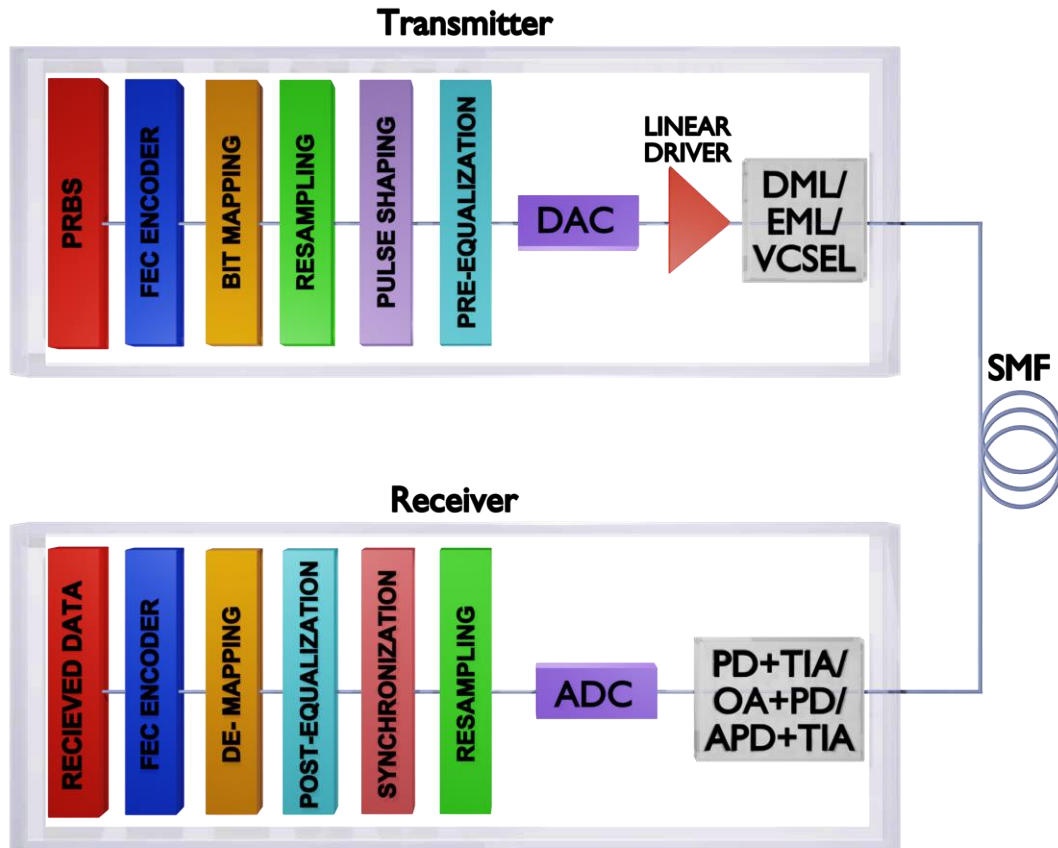 Transmitter
PRBS
FEC ENCODER
BIT MAPPING
RESAMPLING
PULSE SHAPING
PRE-EQUALIZATION
DAC
LINEAR
DRIVER
DML/
EML/
VCSEL
SMF
Receiver
RECIEVED DATA
FEC ENCODER
DE- MAPPING
POST-EQUALIZATION
SYNCHRONIZATION
RESAMPLING
ADC
PD+TIA/
OA+PD/
APD+TIA